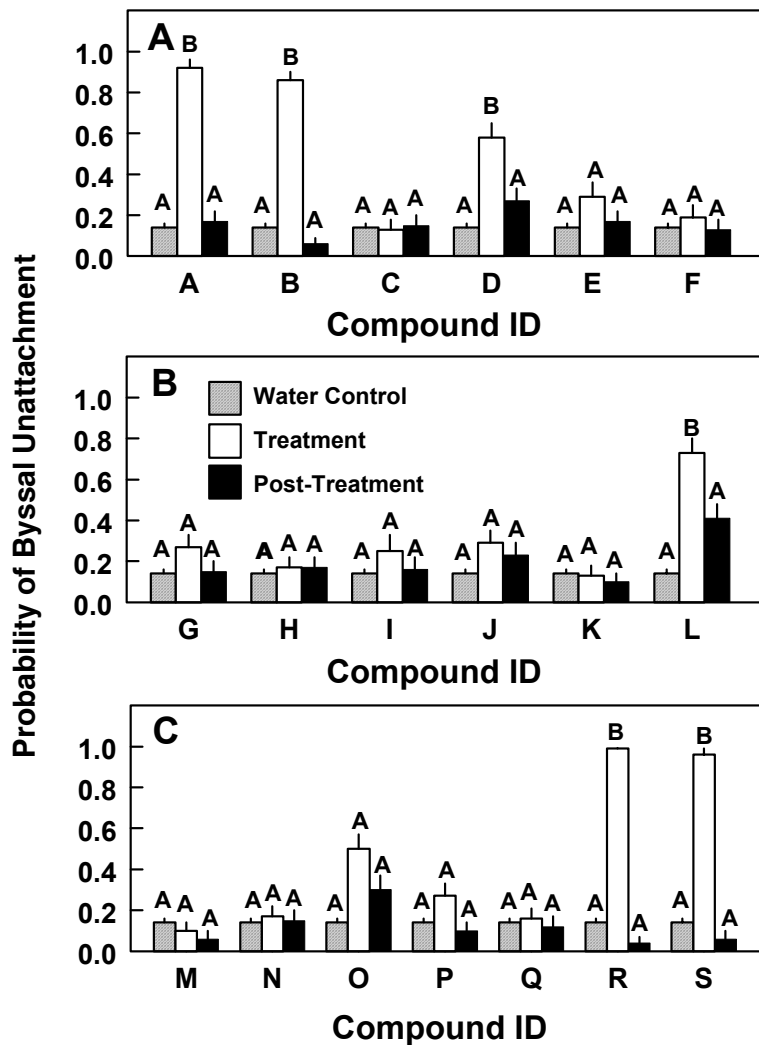 Probability of Byssal Unattachment
A
1.0
0.8
0.6
0.4
0.2
0.0
A B A
A B A
A A A
A B A
A A A
A A A
A B C D E F
Compound ID
B
Water Control
Treatment
Post-Treatment
1.0
0.8
0.6
0.4
0.2
0.0
A A A
A A A
A A A
A A A
A A A
A B A
G H I J K L
Compound ID
C
1.0
0.8
0.6
0.4
0.2
0.0
A A A
A A A
A A A
A A A
A A A
A B A
A B A
M N O P Q R S
Compound ID